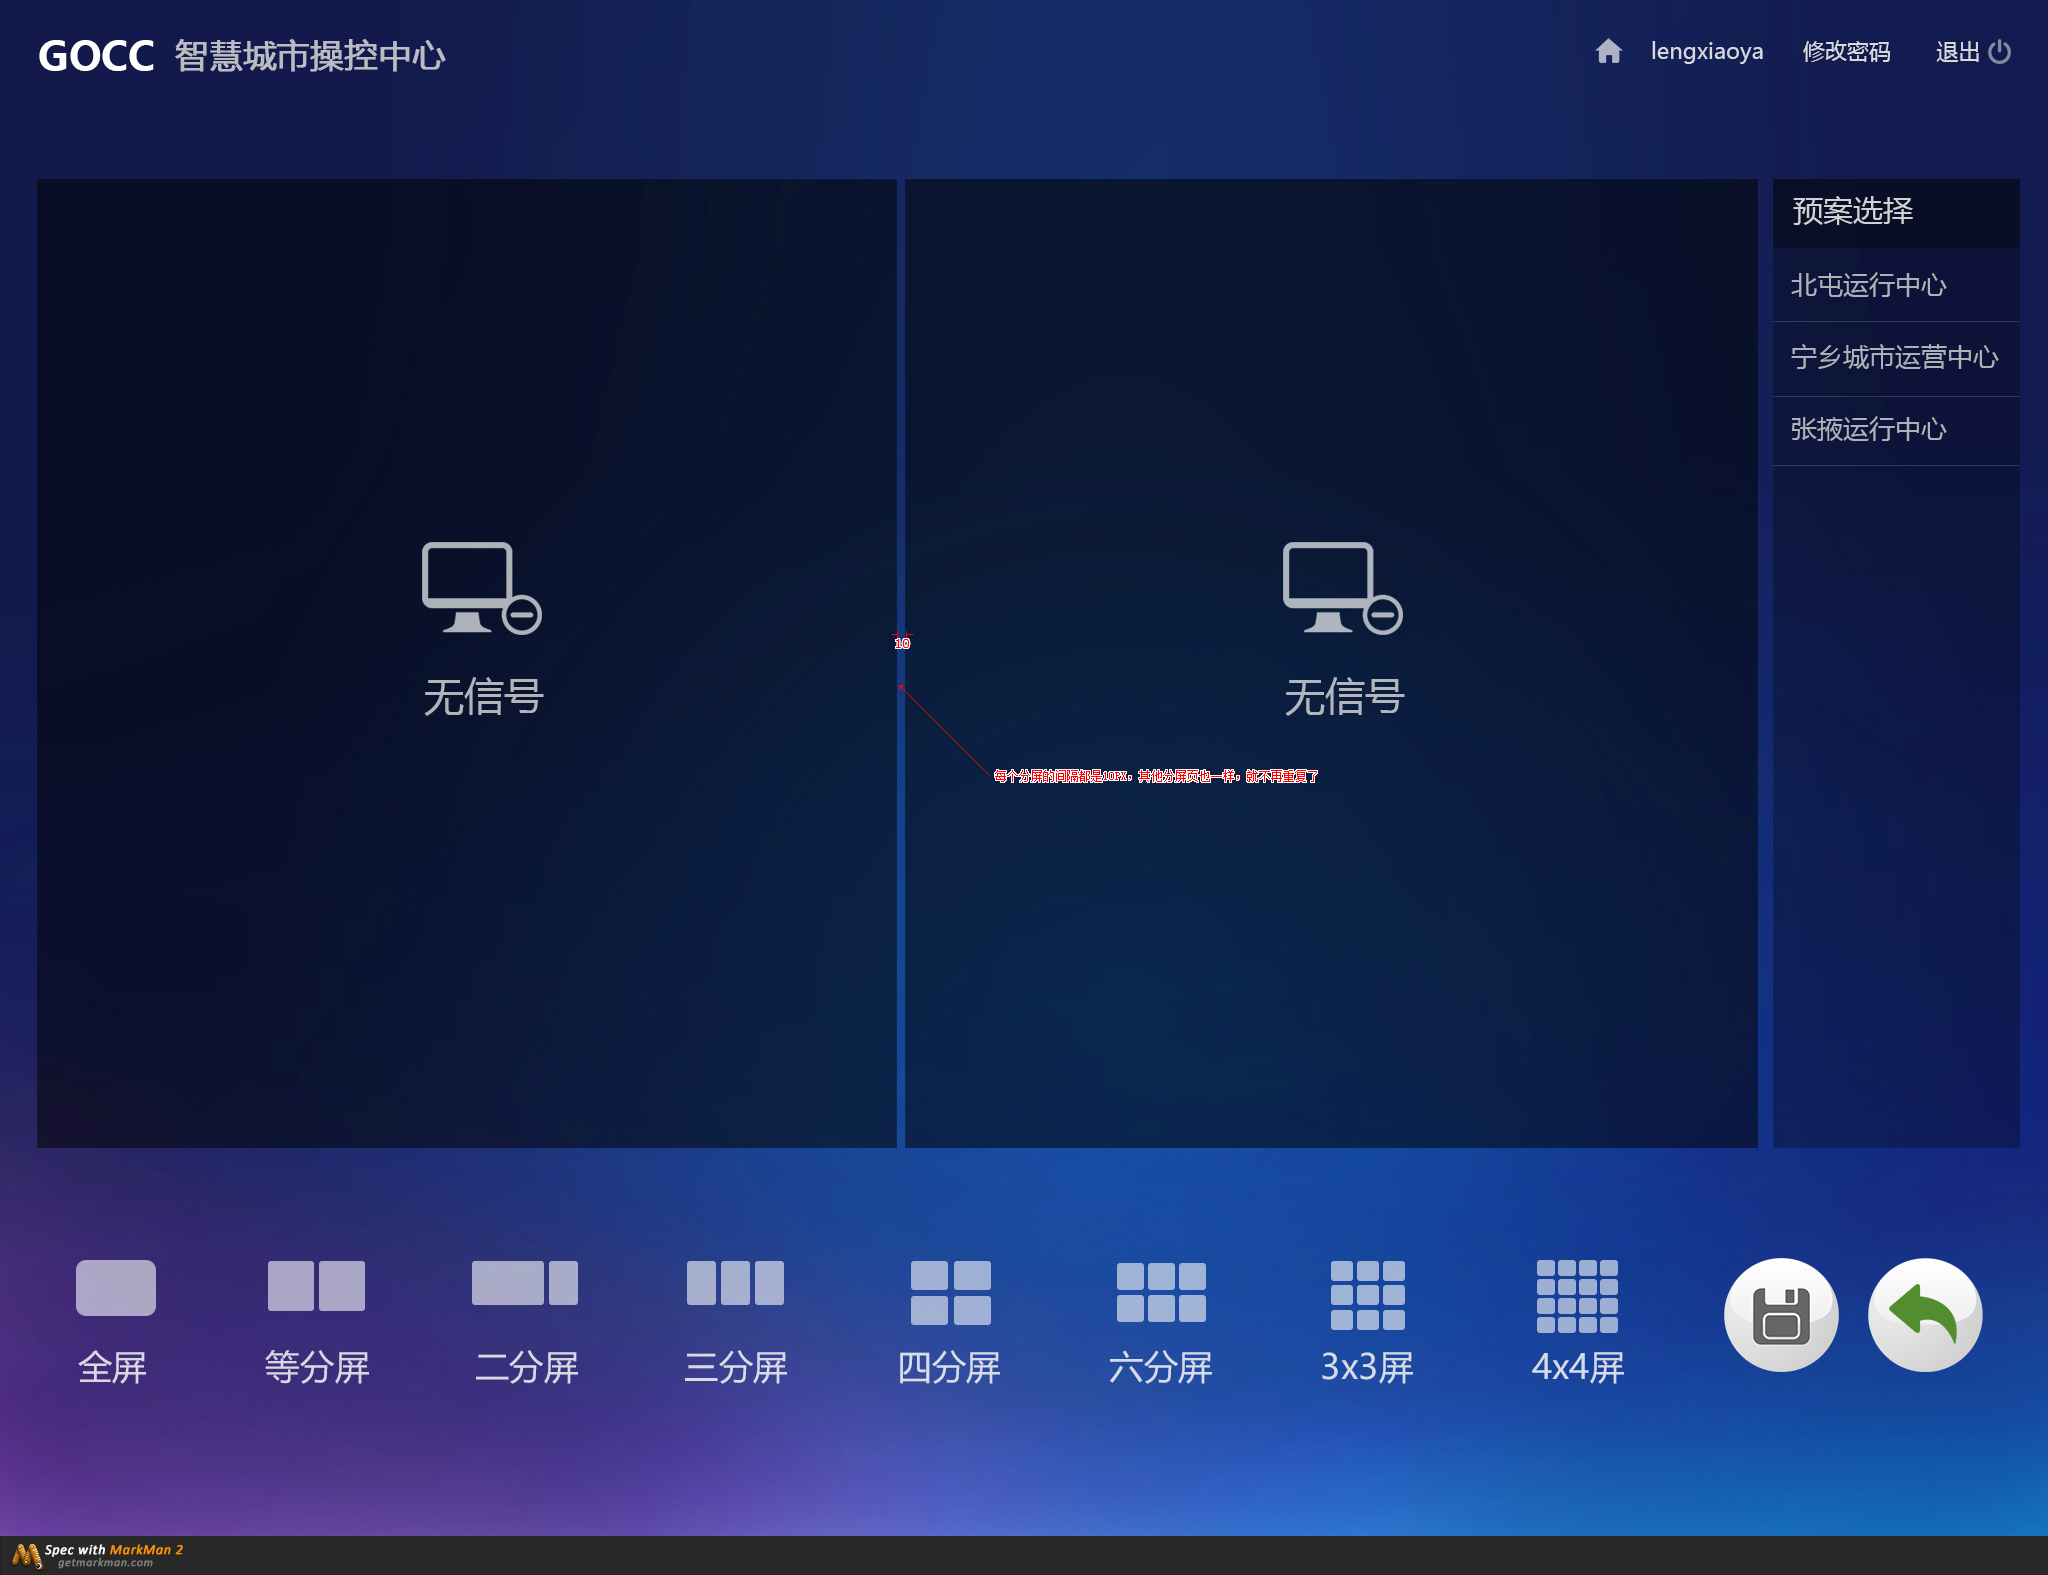 GOCC 智慧城市操控中心
lengxiaoya 修改密码 退出
预案选择
北屯运行中心
宁乡城市运营中心
张掖运行中心
无信号
无信号
10
每个分屏的间隔都是10PX，其他分屏页也一样，就不再重复了
全屏 等分屏 二分屏 三分屏 四分屏 六分屏 3x3屏 4x4屏
Spec with MarkMan 2
getmarkman.com